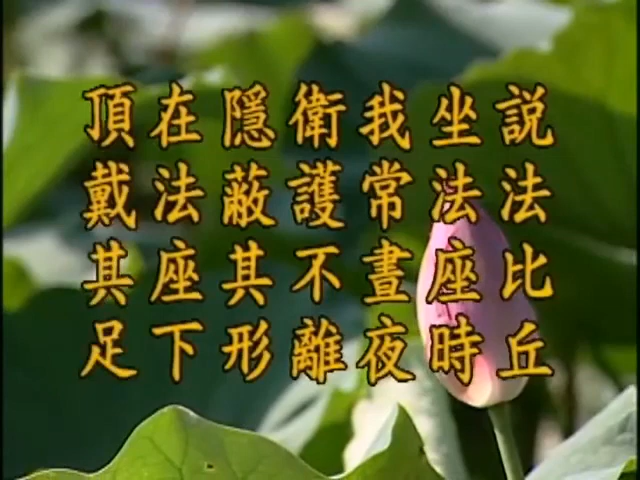 說法比丘
坐法座時
我常晝夜
衛護不離
隱蔽其形
在法座下
頂戴其足